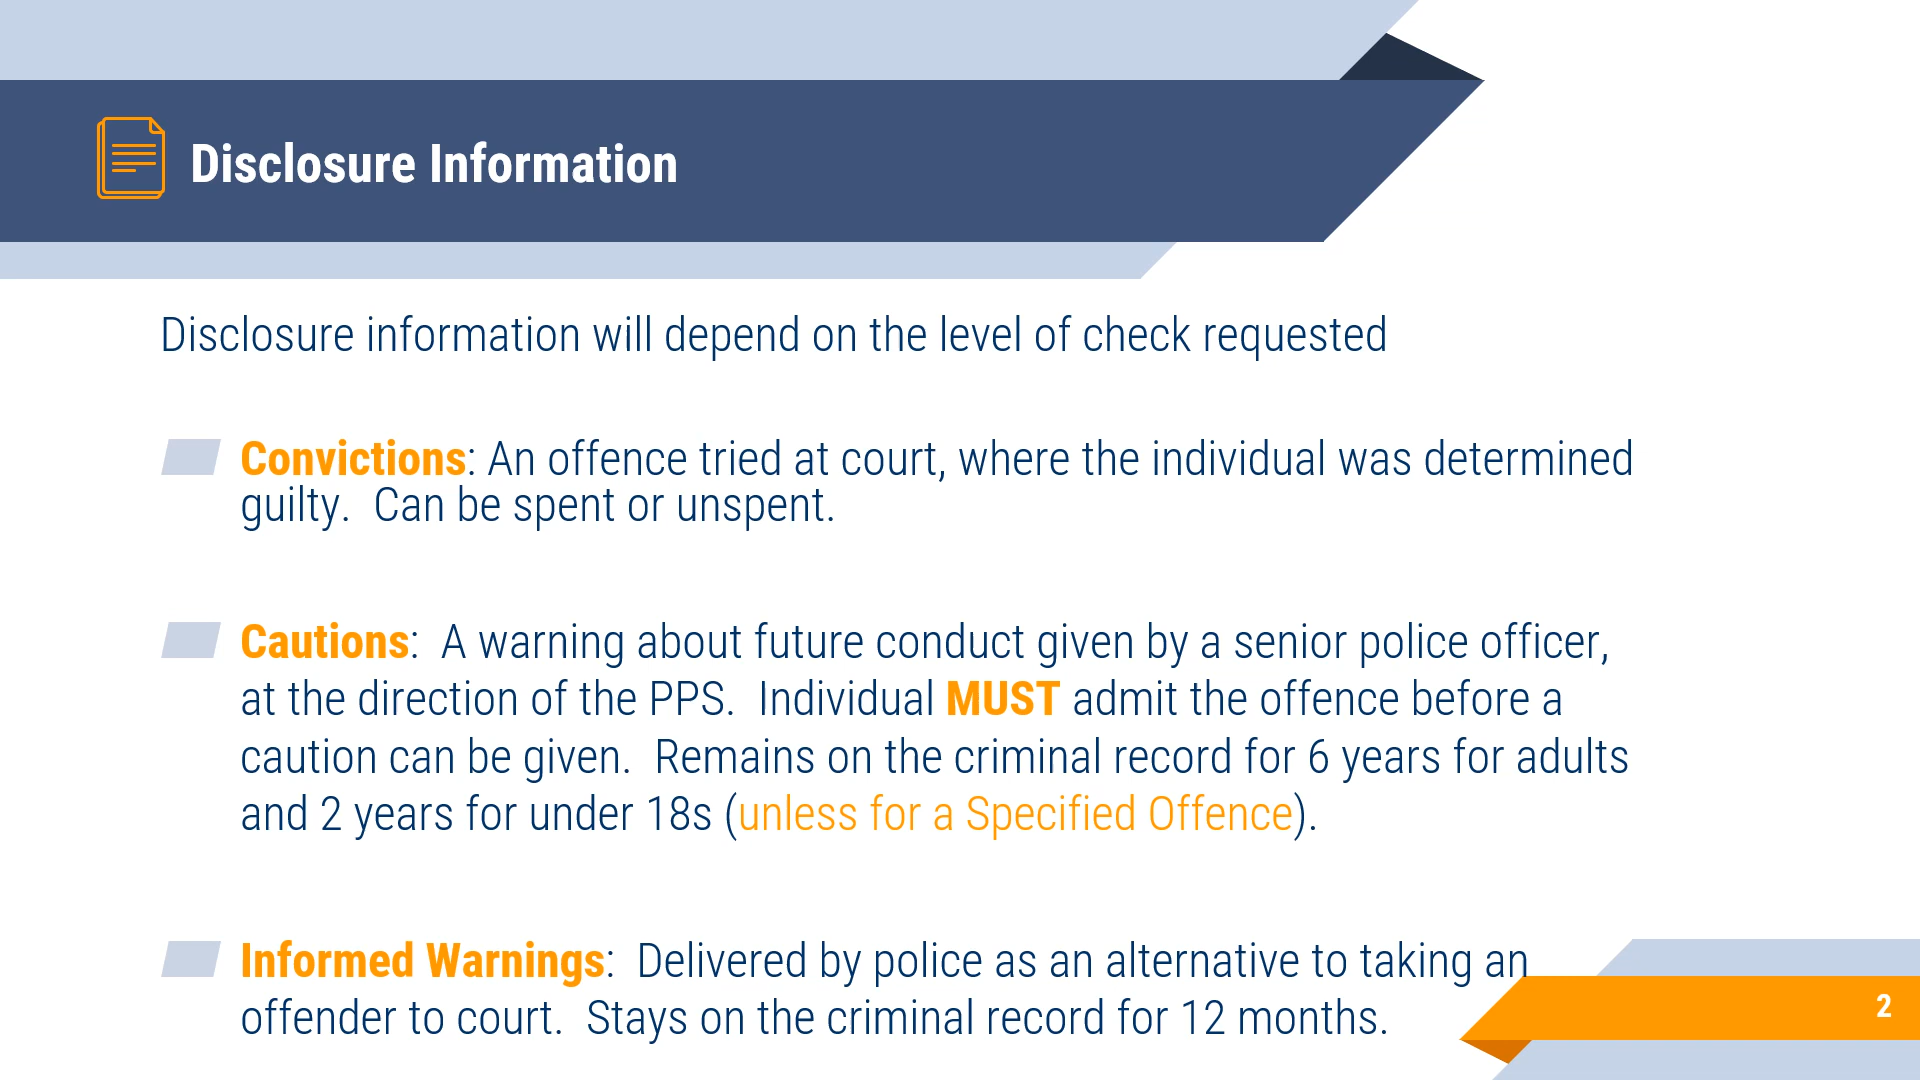 Disclosure Information
Disclosure information will depend on the level of check requested
Convictions: An offence tried at court, where the individual was determined
guilty.  Can be spent or unspent.
Cautions:  A warning about future conduct given by a senior police officer,
at the direction of the PPS.  Individual MUST admit the offence before a
caution can be given.  Remains on the criminal record for 6 years for adults
and 2 years for under 18s (unless for a Specified Offence).
Informed Warnings:  Delivered by police as an alternative to taking an
offender to court.  Stays on the criminal record for 12 months.
2